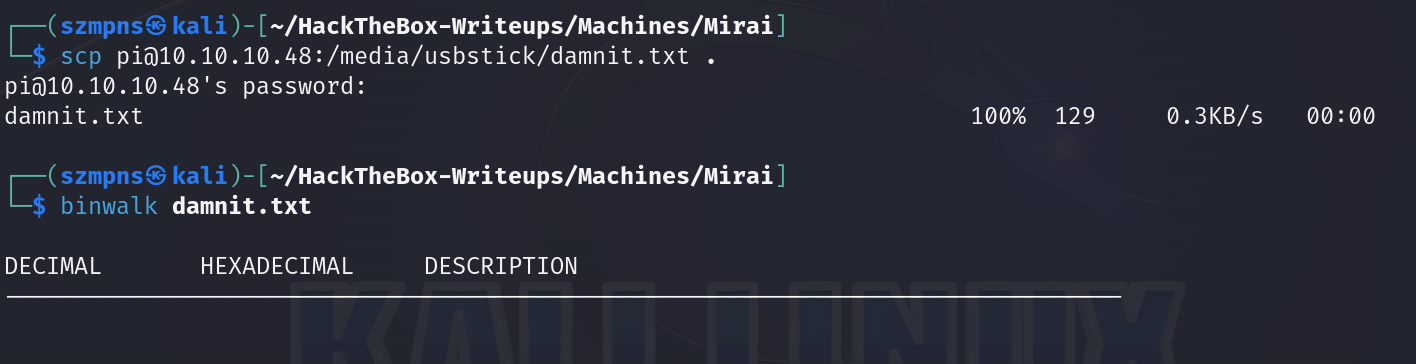 ┌──(szmpns㉿kali)-[~/HackTheBox-Writeups/Machines/Mirai]
└─$ scp pi@10.10.10.48:/media/usbstick/damnit.txt .
pi@10.10.10.48's password:
damnit.txt 100% 129 0.3KB/s 00:00
┌──(szmpns㉿kali)-[~/HackTheBox-Writeups/Machines/Mirai]
└─$ binwalk damnit.txt
DECIMAL HEXADECIMAL DESCRIPTION
KALI LINUX